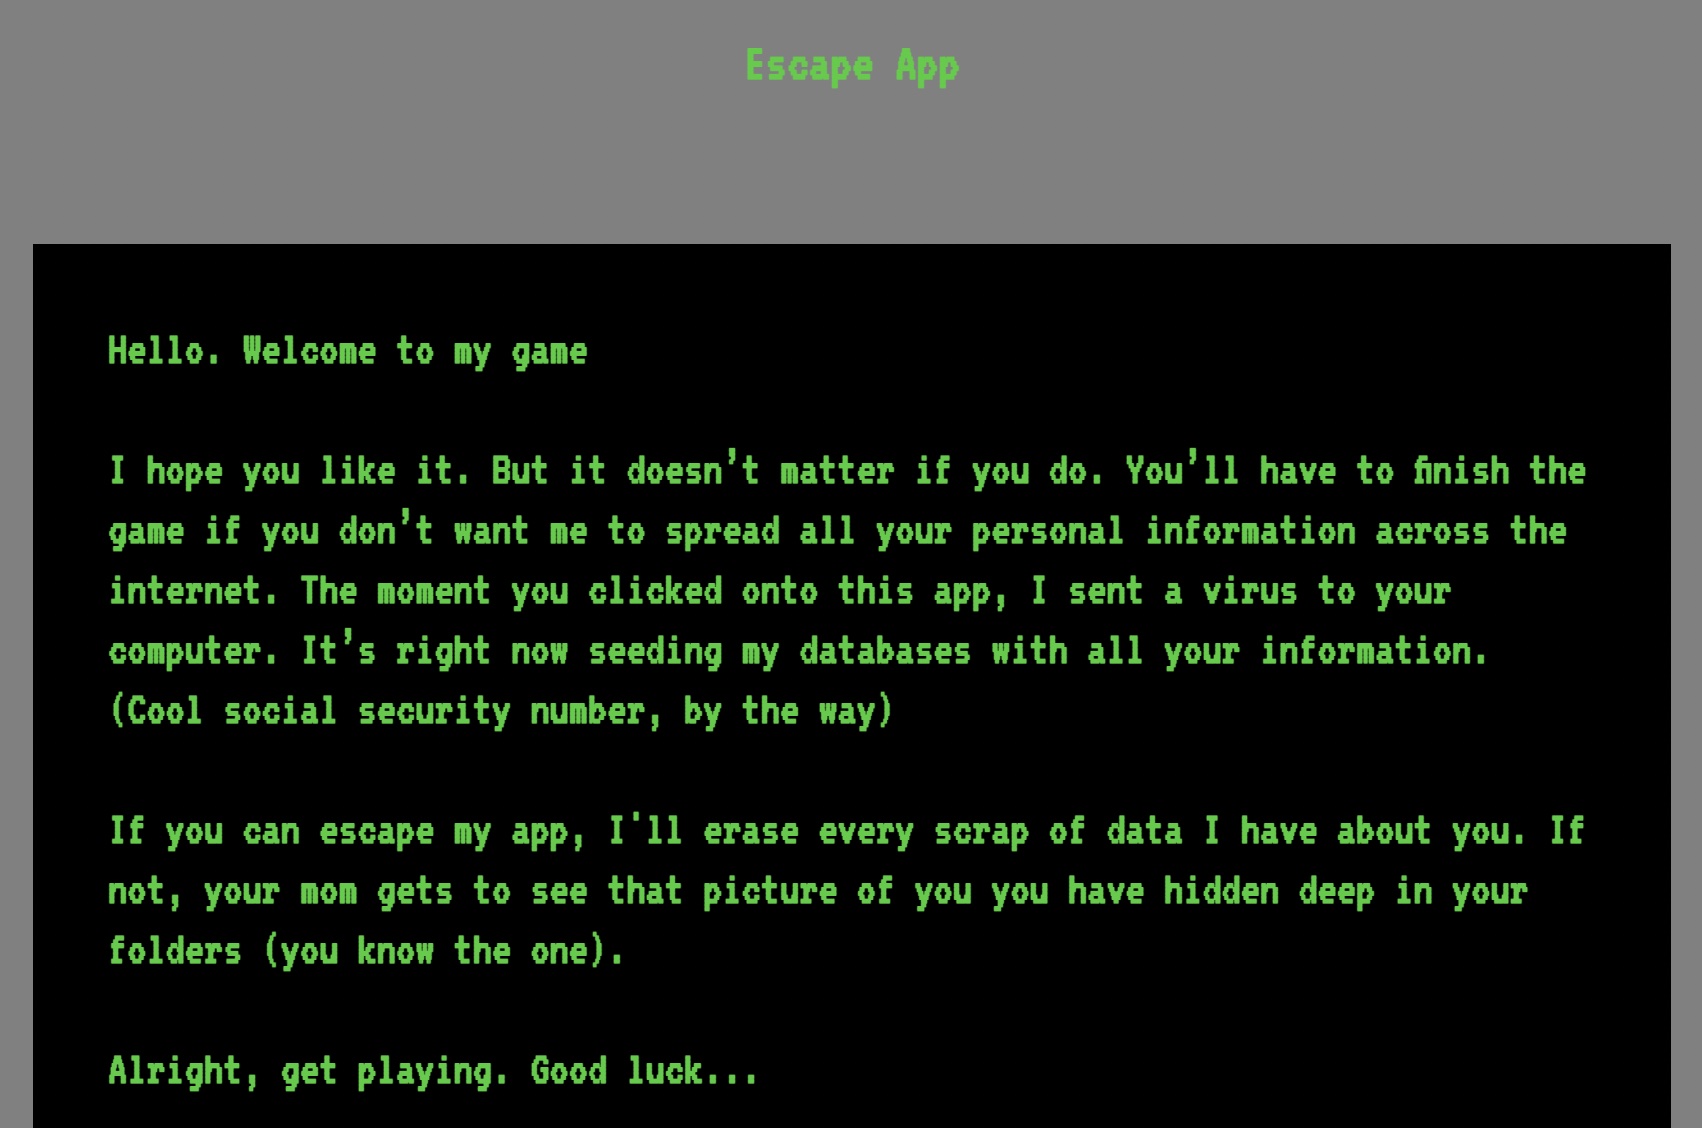 Escape App
Hello. Welcome to my game
I hope you like it. But it doesn’t matter if you do. You’ll have to finish the
game if you don’t want me to spread all your personal information across the
internet. The moment you clicked onto this app, I sent a virus to your
computer. It’s right now seeding my databases with all your information.
(Cool social security number, by the way)
If you can escape my app, I'll erase every scrap of data I have about you. If
not, your mom gets to see that picture of you you have hidden deep in your
folders (you know the one).
Alright, get playing. Good luck...